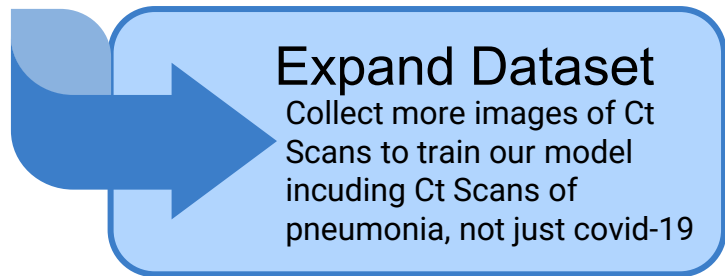 Expand Dataset
Collect more images of Ct
Scans to train our model
incuding Ct Scans of
pneumonia, not just covid-19